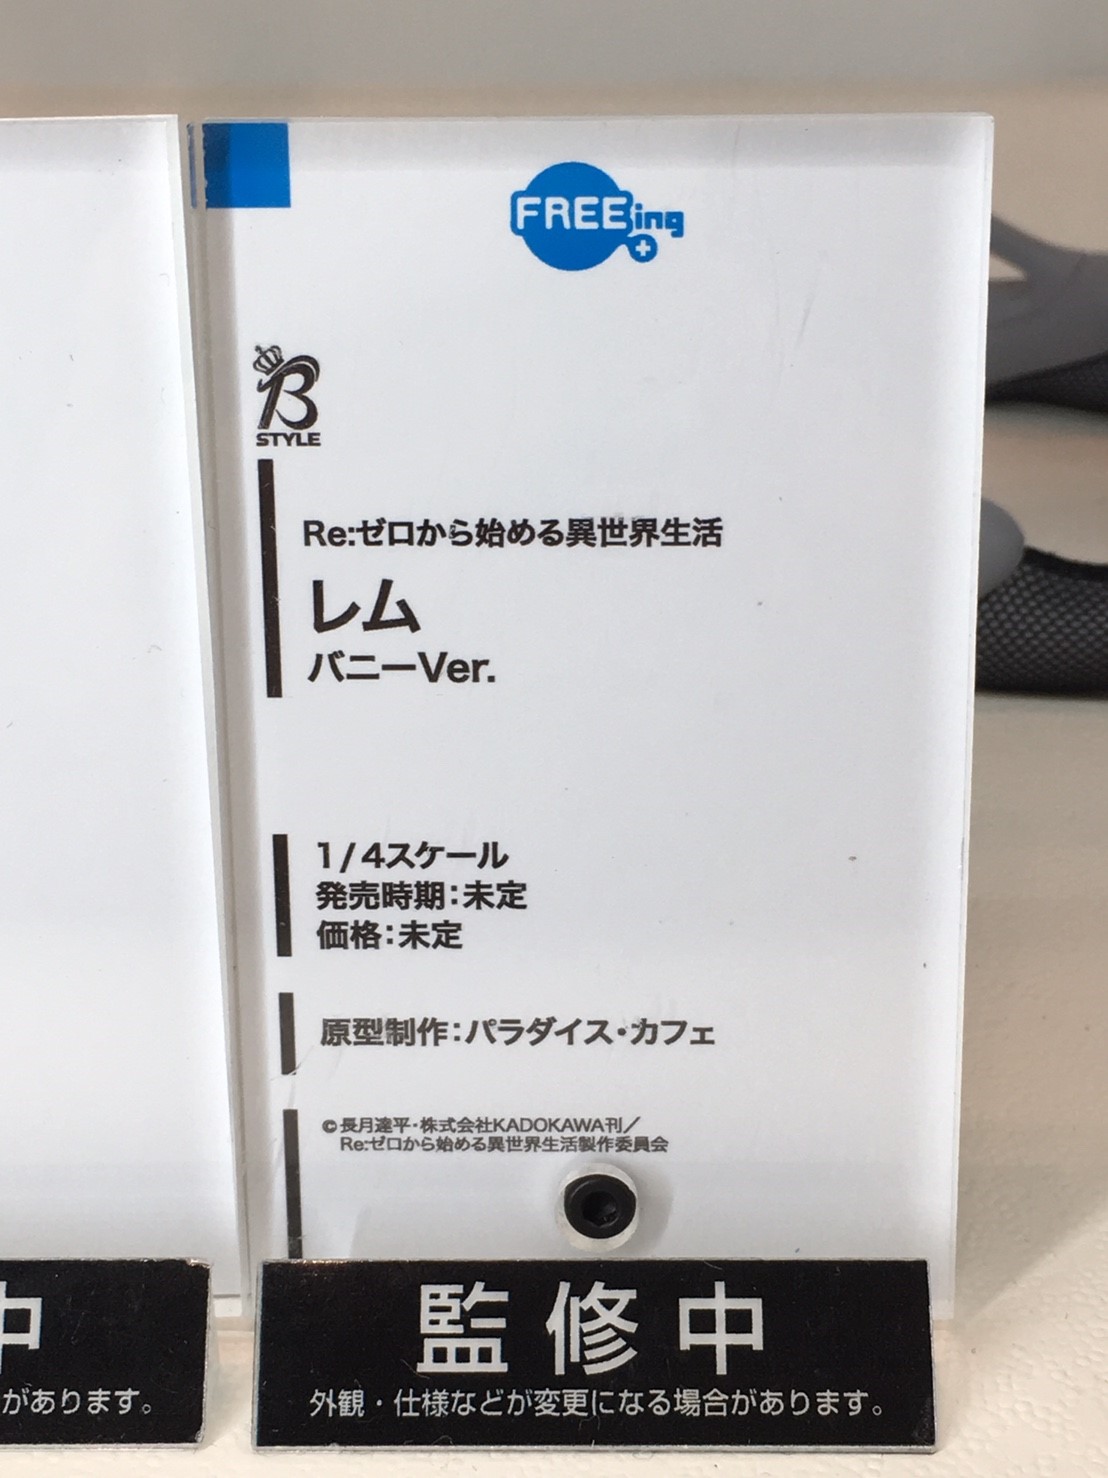 FREEing
B
STYLE
Re:ゼロから始める異世界生活
レム
バニーVer.
1/4スケール
発売時期：未定
価格：未定
原型制作：パラダイス・カフェ
©長月達平・株式会社KADOKAWA刊／
Re:ゼロから始める異世界生活製作委員会
監修中
外観・仕様などが変更になる場合があります。
中
があります。